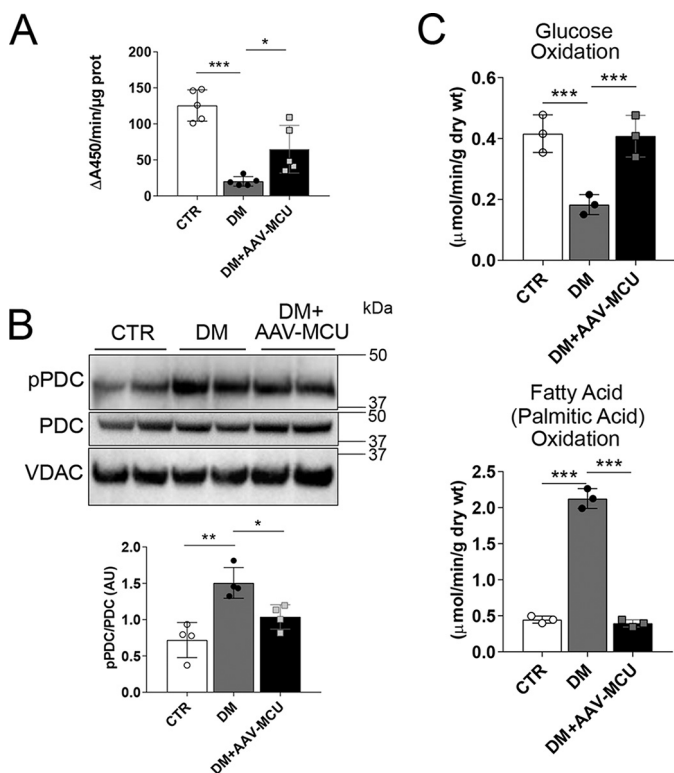 A
ΔA450/min/µg prot
150
100
50
0
***
*
CTR
DM
DM+AAV-MCU
B
CTR
DM
DM+
AAV-MCU
kDa
pPDC
50
37
PDC
50
37
VDAC
37
pPDC/PDC (AU)
2.0
1.5
1.0
0.5
0.0
**
*
CTR
DM
DM+AAV-MCU
C
Glucose
Oxidation
(µmol/min/g dry wt)
0.6
0.4
0.2
0.0
***
***
CTR
DM
DM+AAV-MCU
Fatty Acid
(Palmitic Acid)
Oxidation
(µmol/min/g dry wt)
2.5
2.0
1.5
1.0
0.5
0.0
***
***
CTR
DM
DM+AAV-MCU